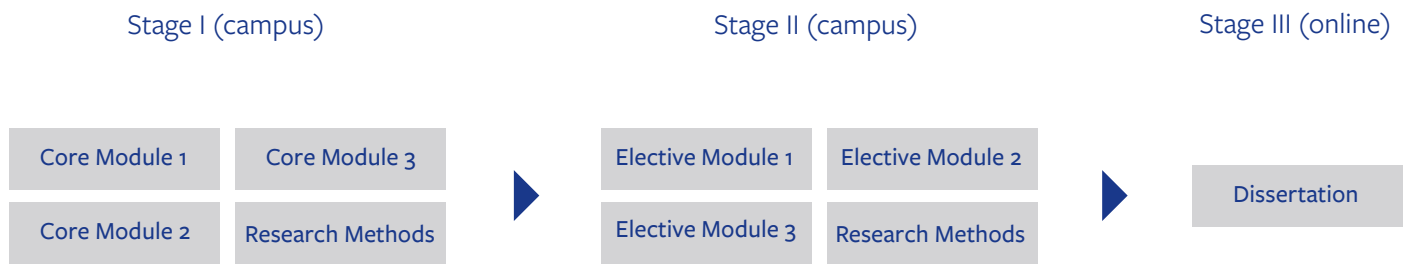 Stage I (campus)
Stage II (campus)
Stage III (online)
Core Module 1
Core Module 3
Core Module 2
Research Methods
Elective Module 1
Elective Module 2
Elective Module 3
Research Methods
Dissertation